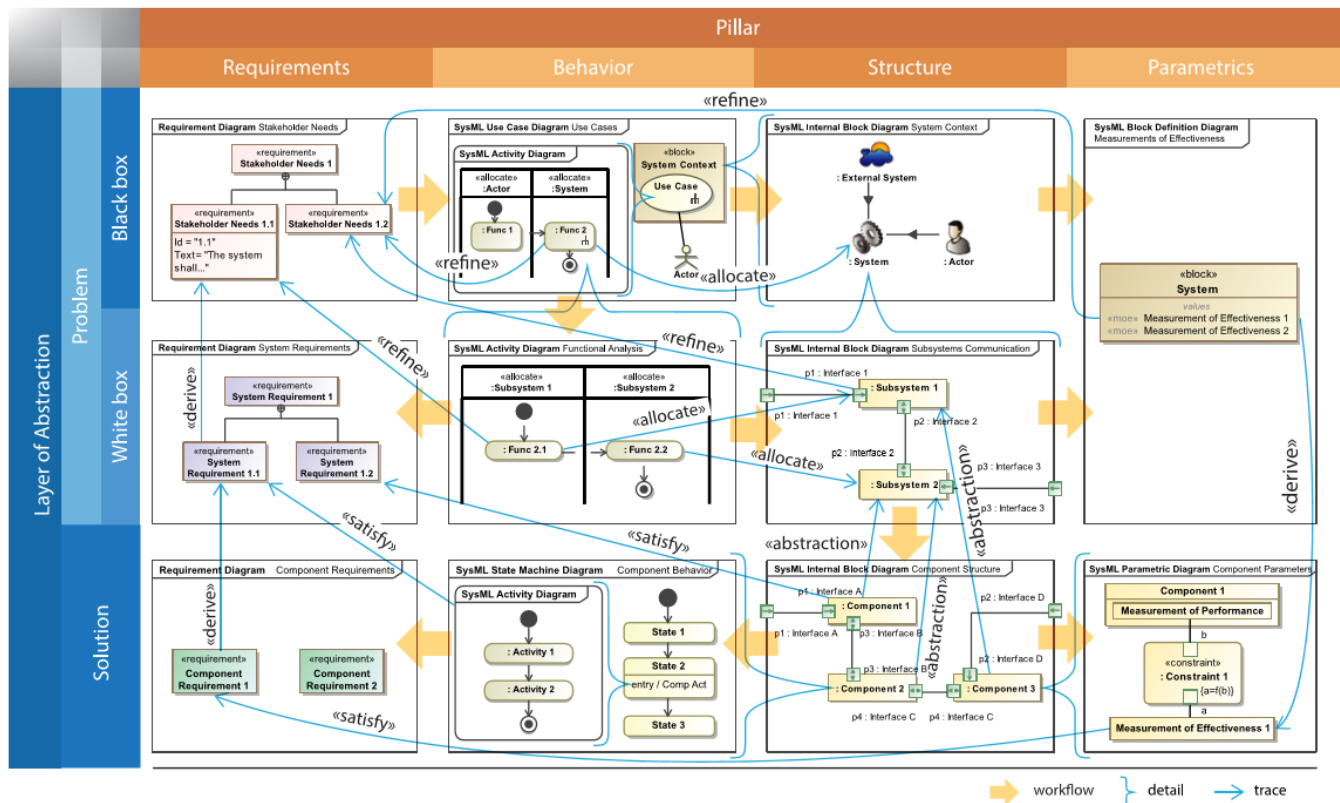 Pillar
Requirements
Behavior
Structure
Parametrics
Layer of Abstraction
Problem
Black box
White box
Solution
«refine»
Requirement Diagram Stakeholder Needs
«requirement»
Stakeholder Needs 1
«requirement»
Stakeholder Needs 1.1
Id = "1.1"
Text= "The system
shall..."
«requirement»
Stakeholder Needs 1.2
SysML Use Case Diagram Use Cases
SysML Activity Diagram
«allocate»
:Actor
«allocate»
:System
: Func 1
: Func 2
«block»
System Context
Use Case
Actor
«refine»
«allocate»
SysML Internal Block Diagram System Context
: External System
: System
: Actor
SysML Block Definition Diagram
Measurements of Effectiveness
«block»
System
values
«moe» Measurement of Effectiveness 1
«moe» Measurement of Effectiveness 2
Requirement Diagram System Requirements
«requirement»
System Requirement 1
«requirement»
System
Requirement 1.1
«requirement»
System
Requirement 1.2
«derive»
«refine»
SysML Activity Diagram Functional Analysis
«allocate»
:Subsystem 1
«allocate»
:Subsystem 2
: Func 2.1
: Func 2.2
«refine»
«allocate»
«allocate»
SysML Internal Block Diagram Subsystems Communication
p1 : Interface 1
: Subsystem 1
p1 : Interface 1
p2 : Interface 2
p2 : Interface 2
p3 : Interface 3
: Subsystem 2
p3 : Interface 3
«abstraction»
«derive»
«satisfy»
«satisfy»
«abstraction»
Requirement Diagram Component Requirements
«derive»
«requirement»
Component
Requirement 1
«requirement»
Component
Requirement 2
«satisfy»
SysML State Machine Diagram Component Behavior
SysML Activity Diagram
: Activity 1
: Activity 2
State 1
State 2
entry / Comp Act
State 3
SysML Internal Block Diagram Component Structure
p1 : Interface A
: Component 1
p2 : Interface D
p1 : Interface A
p3 : Interface B
«abstraction»
p3 : Interface B
p2 : Interface D
: Component 2
: Component 3
p4 : Interface C
p4 : Interface C
SysML Parametric Diagram Component Parameters
Component 1
Measurement of Performance
b
«constraint»
: Constraint 1
{a=f(b)}
a
Measurement of Effectiveness 1
workflow
detail
trace